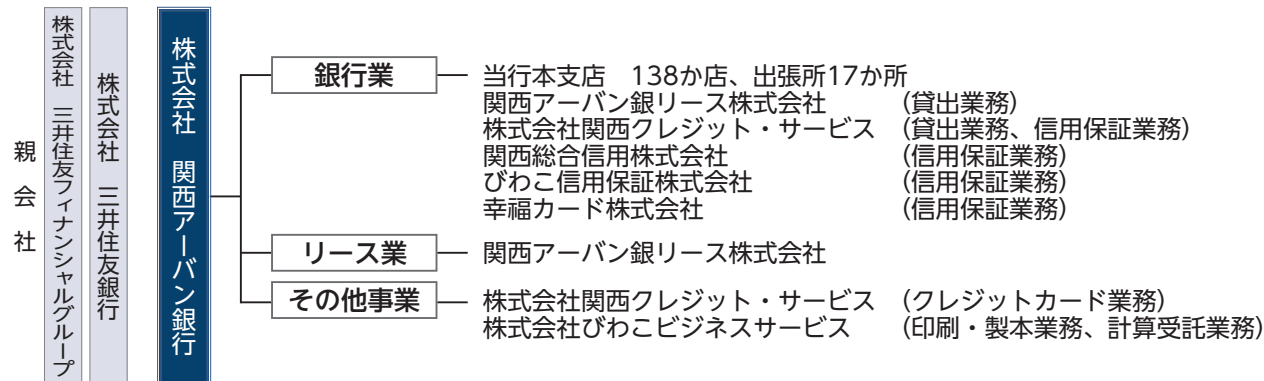 親会社
株式会社 三井住友フィナンシャルグループ
株式会社 三井住友銀行
株式会社 関西アーバン銀行
銀行業
当行本支店 138か店、出張所17か所
関西アーバン銀リース株式会社 (貸出業務)
株式会社関西クレジット・サービス (貸出業務、信用保証業務)
関西総合信用株式会社 (信用保証業務)
びわこ信用保証株式会社 (信用保証業務)
幸福カード株式会社 (信用保証業務)
リース業
関西アーバン銀リース株式会社
その他事業
株式会社関西クレジット・サービス (クレジットカード業務)
株式会社びわこビジネスサービス (印刷・製本業務、計算受託業務)